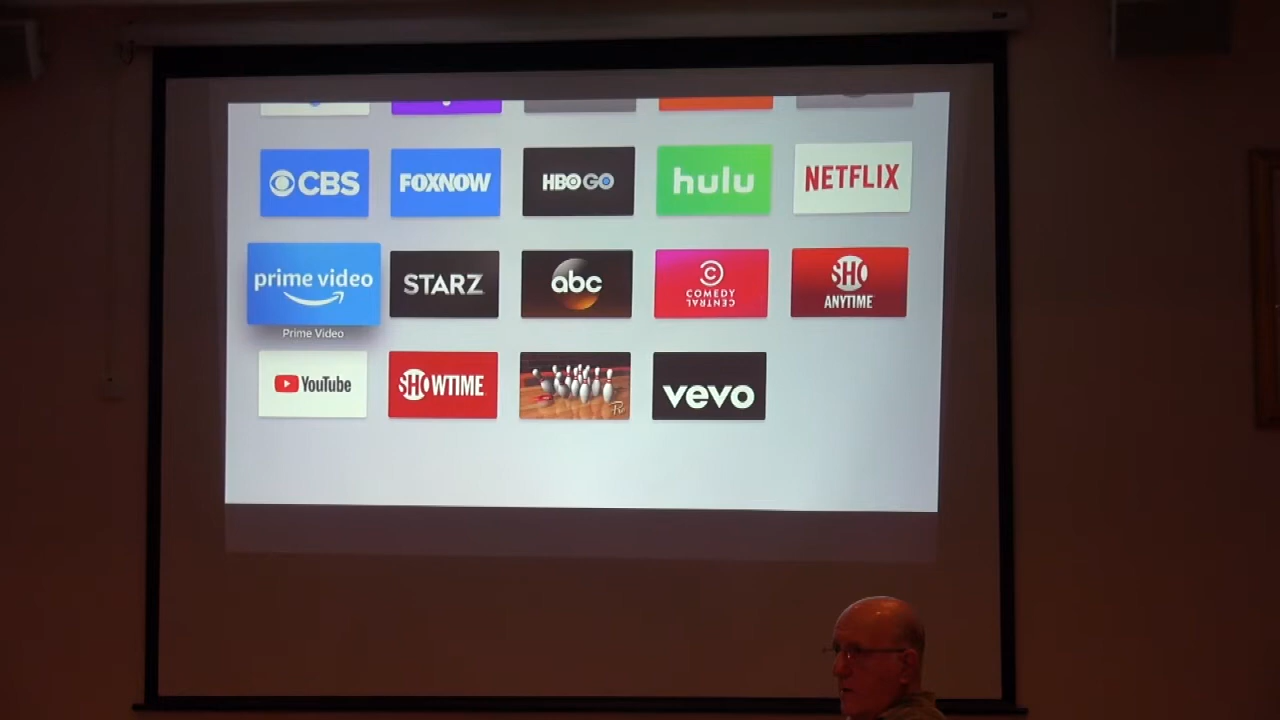 CBS
FOXNOW
HBO GO
hulu
NETFLIX
prime video
Prime Video
STARZ
abc
C
COMEDY
CENTRAL
SHO
ANYTIME
YouTube
SHOWTIME
vevo